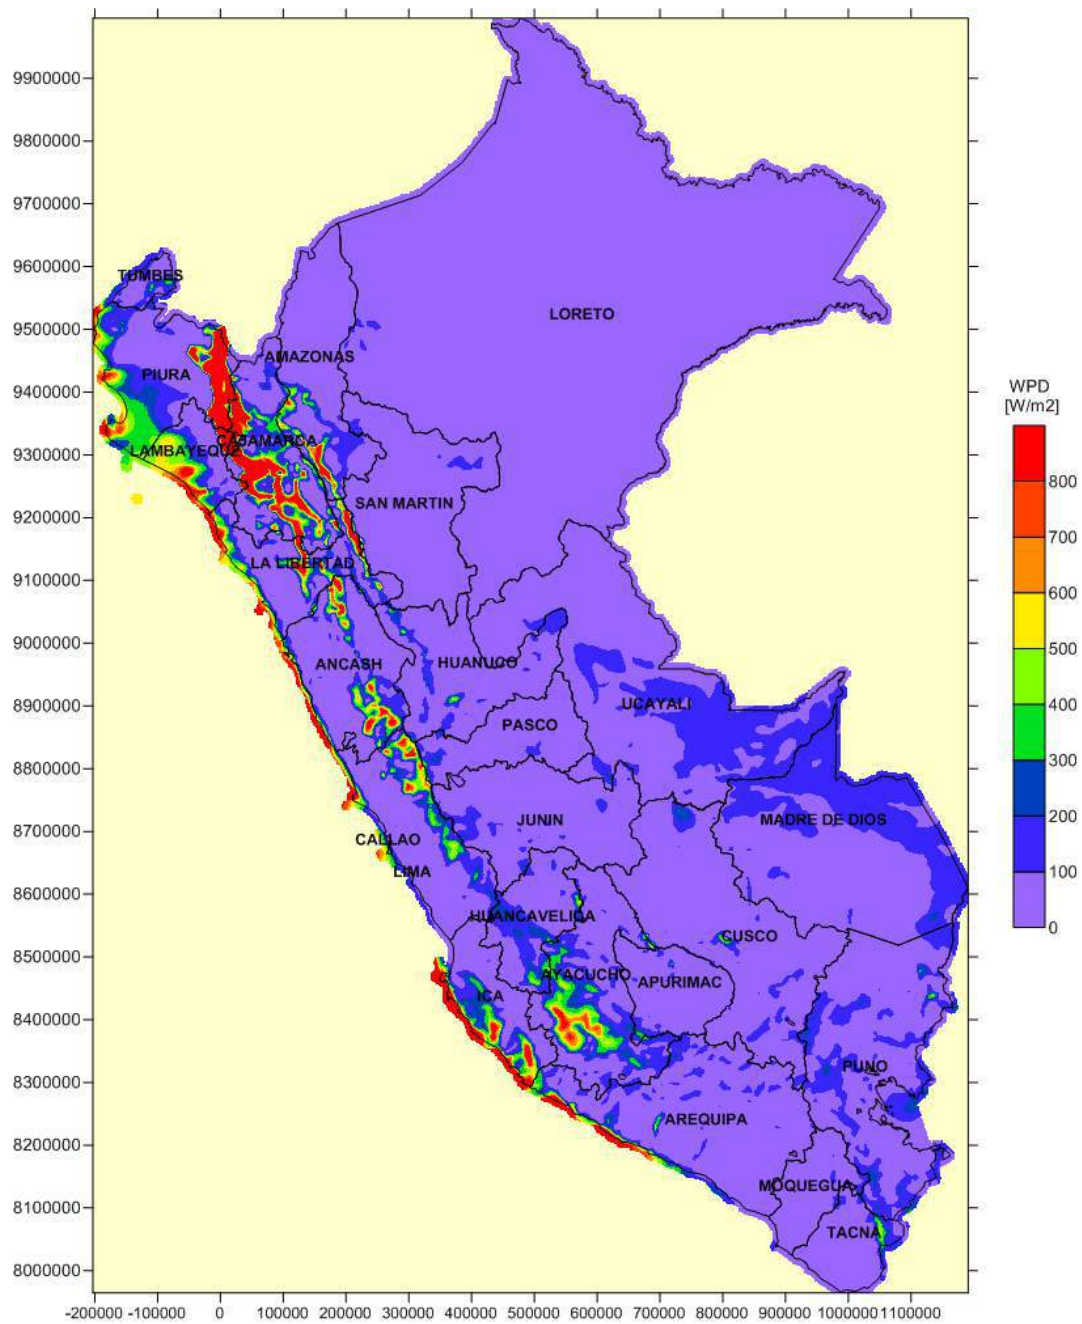 9900000
9800000
9700000
9600000
9500000
9400000
9300000
9200000
9100000
9000000
8900000
8800000
8700000
8600000
8500000
8400000
8300000
8200000
8100000
8000000
-200000 -100000 0 100000 200000 300000 400000 500000 600000 700000 800000 900000 1000000 1100000
TUMBES
LORETO
AMAZONAS
PIURA
CAJAMARCA
LAMBAYEQUE
SAN MARTIN
LA LIBERTAD
ANCASH
HUANUCO
UCAYALI
PASCO
JUNIN
MADRE DE DIOS
CALLAO
LIMA
HUANCAVELICA
CUSCO
AYACUCHO
APURIMAC
ICA
PUNO
AREQUIPA
MOQUEGUA
TACNA
WPD
[W/m2]
800
700
600
500
400
300
200
100
0